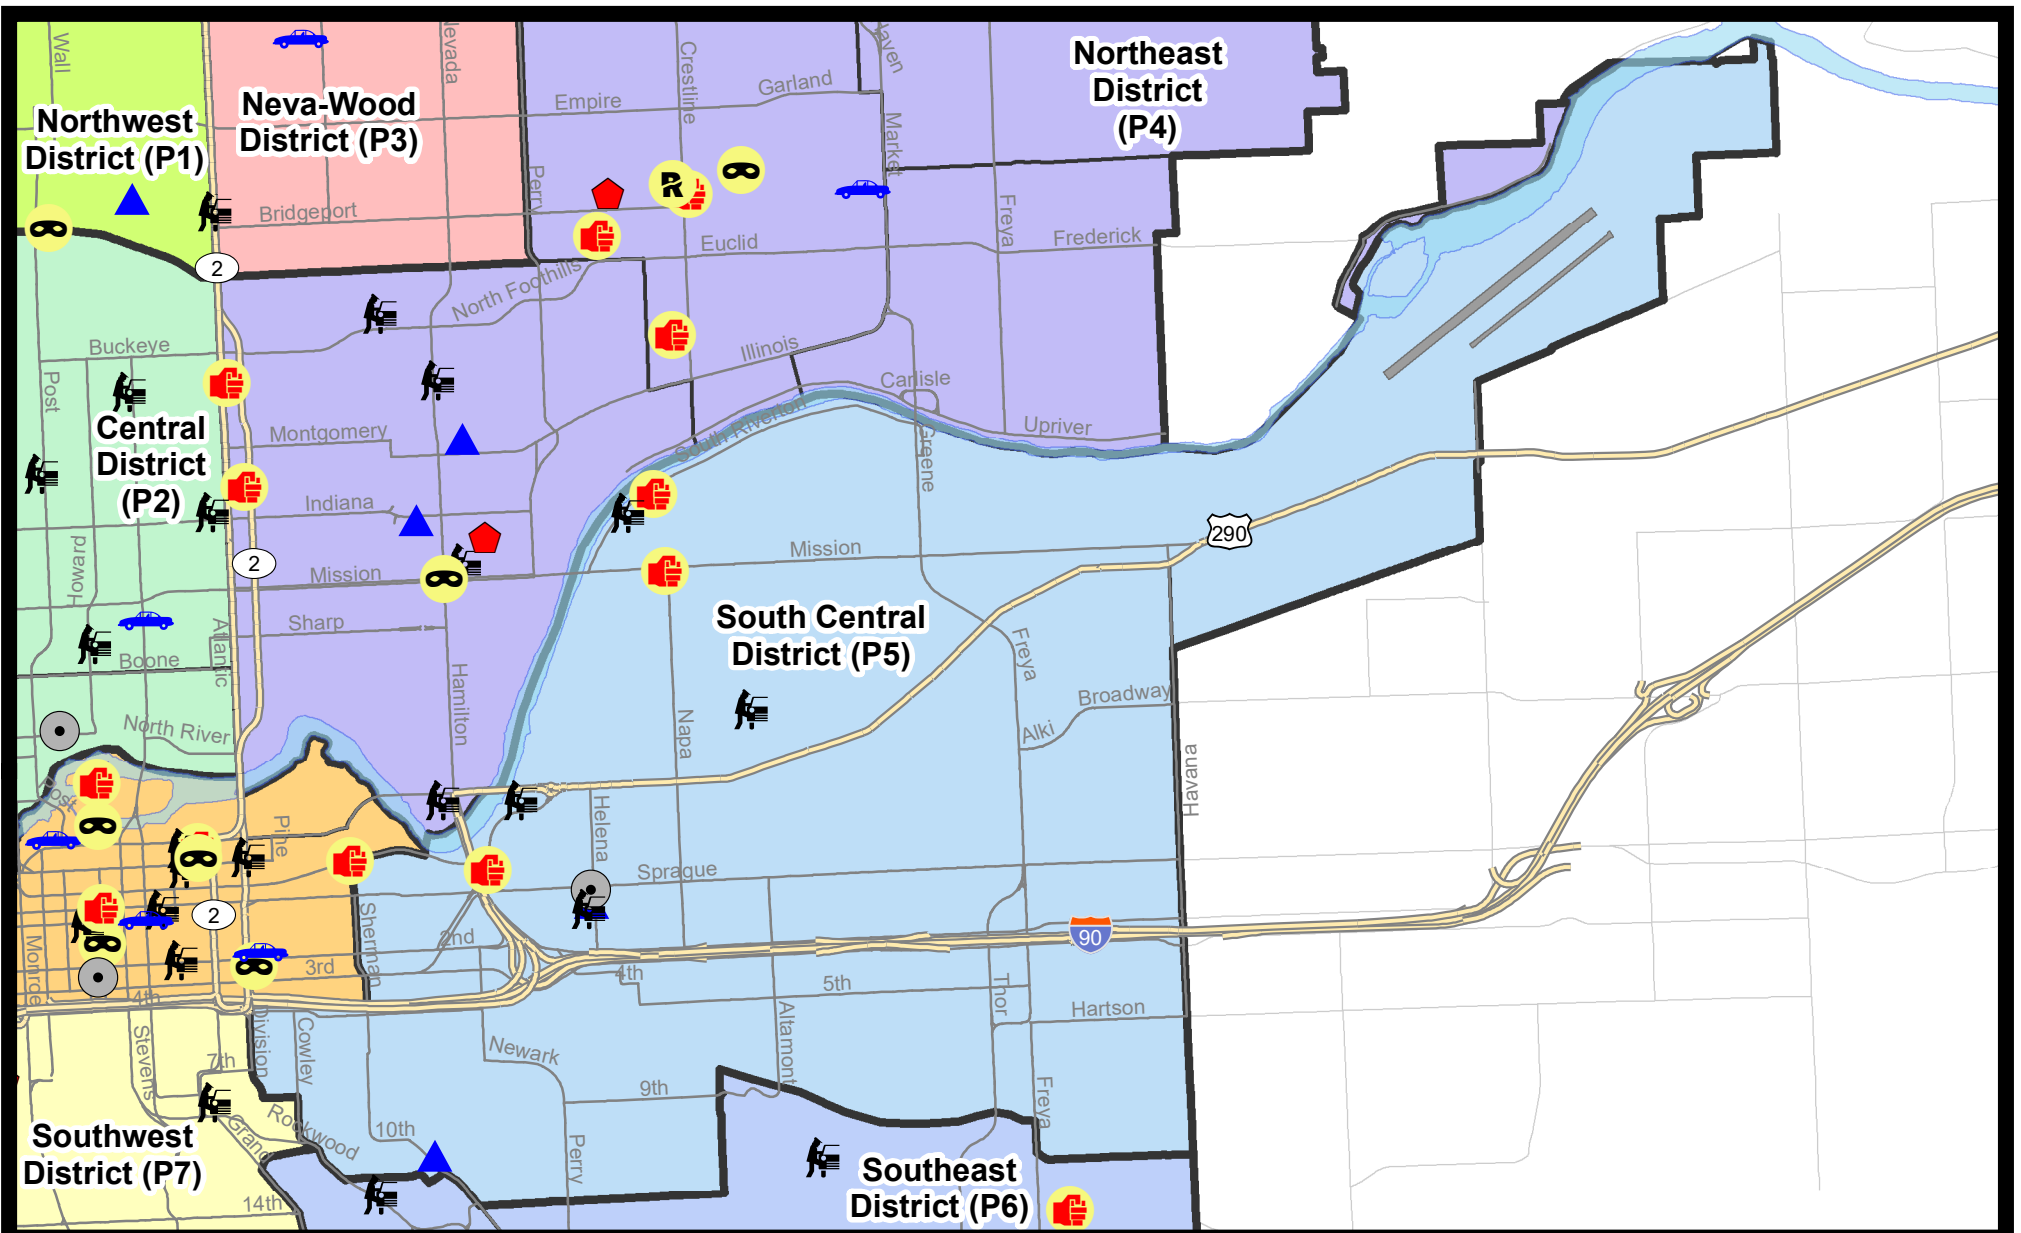 Wall
Nevada
Crestline
Haven
Garland
Empire
Northeast
District
(P4)
Neva-Wood
District (P3)
Northwest
District (P1)
Market
Perry
R
Bridgeport
Freya
Euclid
Frederick
2
North Foothills
Buckeye
Illinois
Post
Carlisle
Central
District
(P2)
South Riverton
Montgomery
Upriver
Greene
Indiana
290
Howard
2
Mission
Mission
Sharp
South Central
District (P5)
Atlantic
Freya
Boone
Hamilton
Broadway
North River
Napa
Alki
Havana
Post
Helena
Pine
Sprague
2
Sherman
2nd
90
Monroe
3rd
4th
4th
5th
Thor
Altamont
Hartson
Division
Cowley
Stevens
Newark
7th
9th
Freya
Rockwood
Grand
10th
Southwest
District (P7)
Perry
Southeast
District (P6)
14th